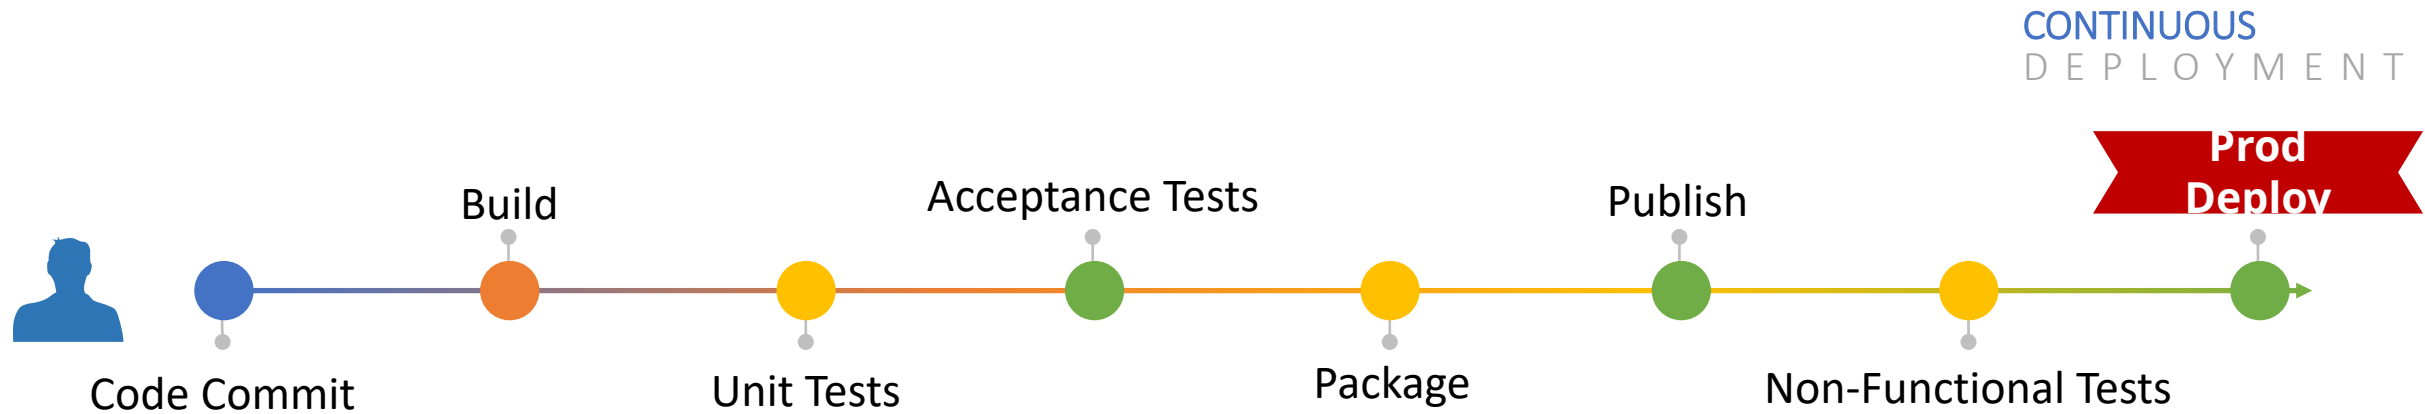 CONTINUOUS
DEPLOYMENT
Prod
Deploy
Build
Acceptance Tests
Publish
Code Commit
Unit Tests
Package
Non-Functional Tests